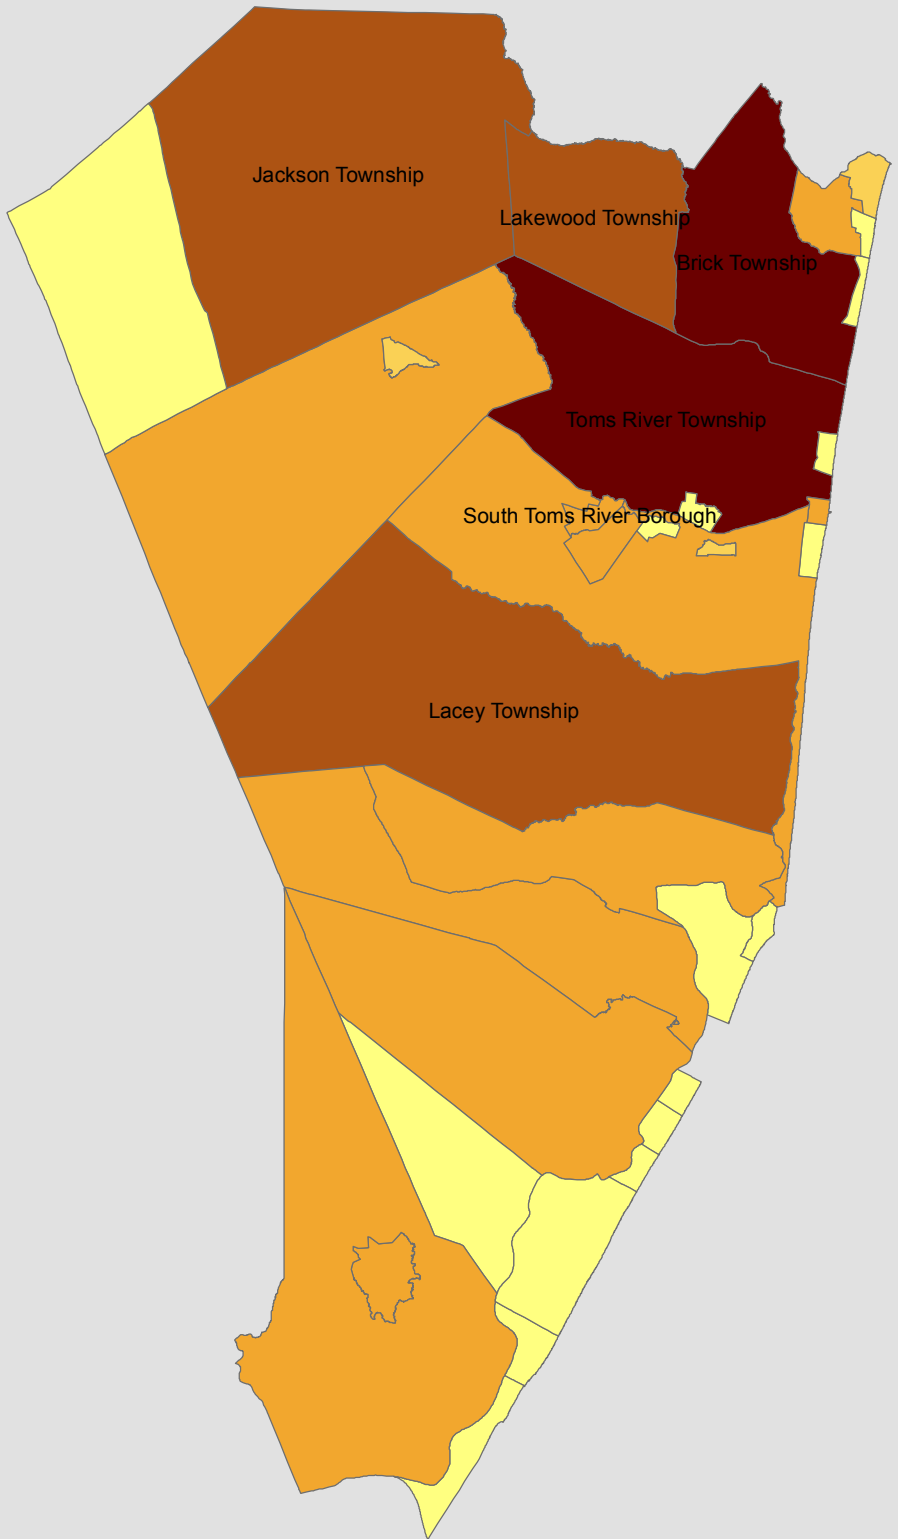 Jackson Township
Lakewood Township
Brick Township
Toms River Township
South Toms River Borough
Lacey Township